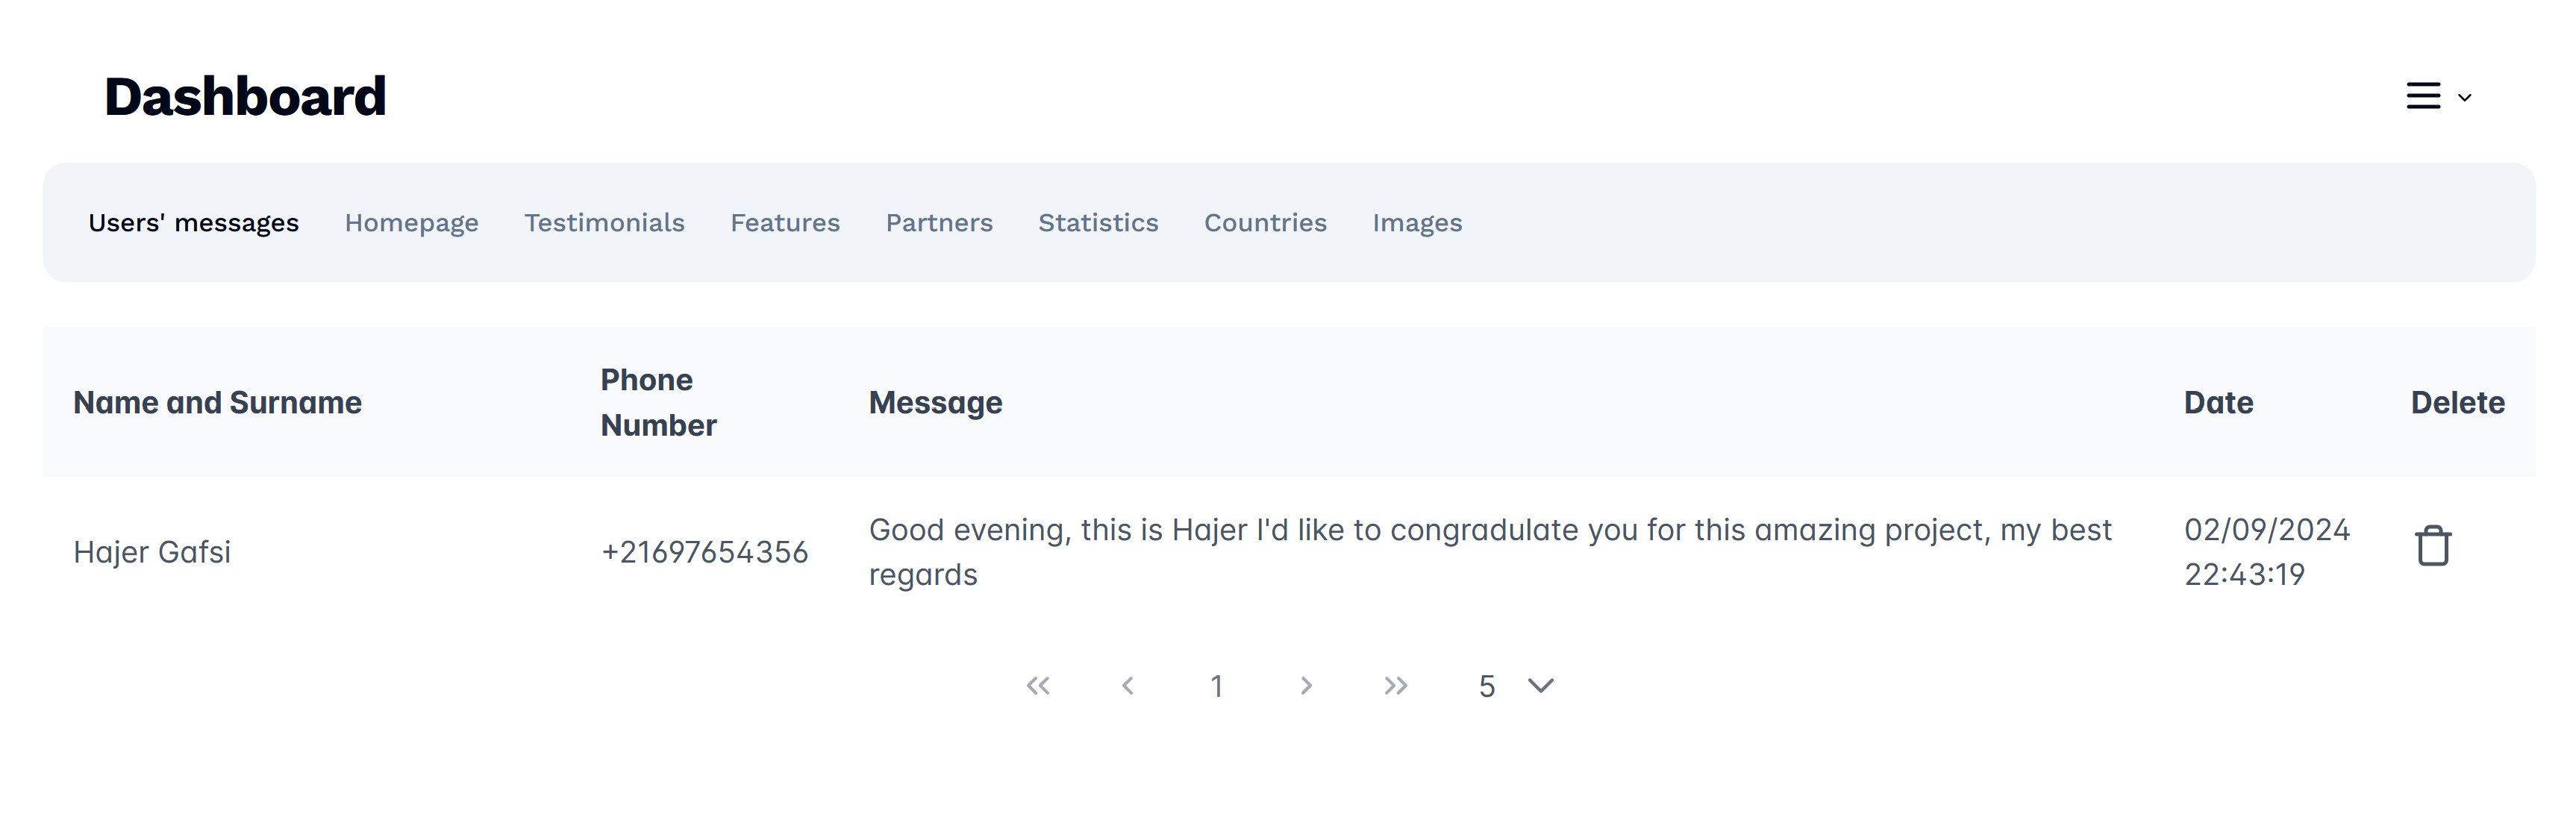 Dashboard
Users' messages Homepage Testimonials Features Partners Statistics Countries Images
Name and Surname Phone Number Message Date Delete
Hajer Gafsi +21697654356 Good evening, this is Hajer I'd like to congradulate you for this amazing project, my best 02/09/2024
regards 22:43:19
1 5